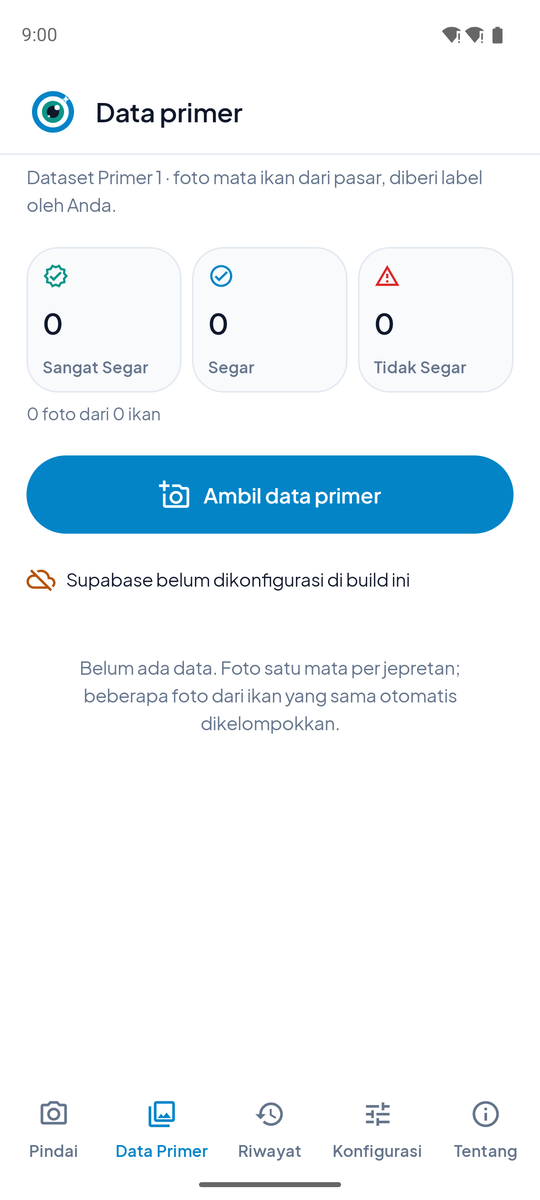 9:00
Data primer
Dataset Primer 1 · foto mata ikan dari pasar, diberi label
oleh Anda.
0
0
0
Sangat Segar
Segar
Tidak Segar
0 foto dari 0 ikan
Ambil data primer
Supabase belum dikonfigurasi di build ini
Belum ada data. Foto satu mata per jepretan;
beberapa foto dari ikan yang sama otomatis
dikelompokkan.
Pindai
Data Primer
Riwayat
Konfigurasi
Tentang